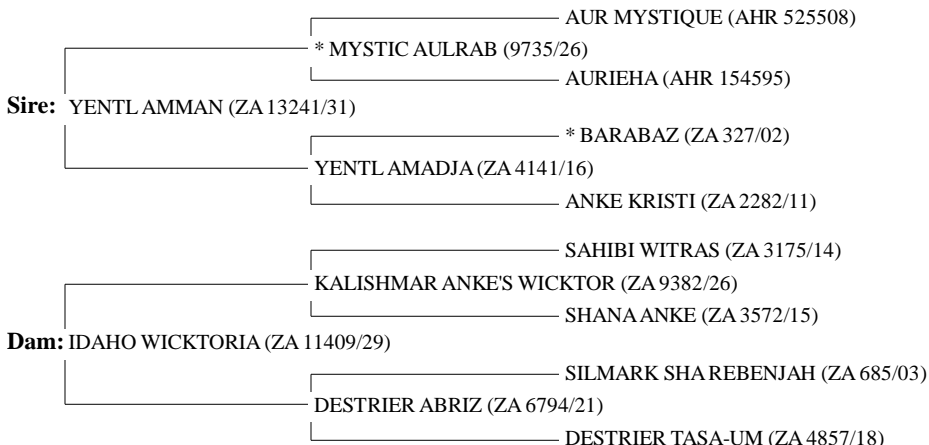 AUR MYSTIQUE (AHR 525508)
* MYSTIC AULRAB (9735/26)
AURIEHA (AHR 154595)
Sire: YENTL AMMAN (ZA 13241/31)
* BARABAZ (ZA 327/02)
YENTL AMADJA (ZA 4141/16)
ANKE KRISTI (ZA 2282/11)
SAHIBI WITRAS (ZA 3175/14)
KALISHMAR ANKE'S WICKTOR (ZA 9382/26)
SHANA ANKE (ZA 3572/15)
Dam: IDAHO WICKTORIA (ZA 11409/29)
SILMARK SHA REBENJAH (ZA 685/03)
DESTRIER ABRIZ (ZA 6794/21)
DESTRIER TASA-UM (ZA 4857/18)